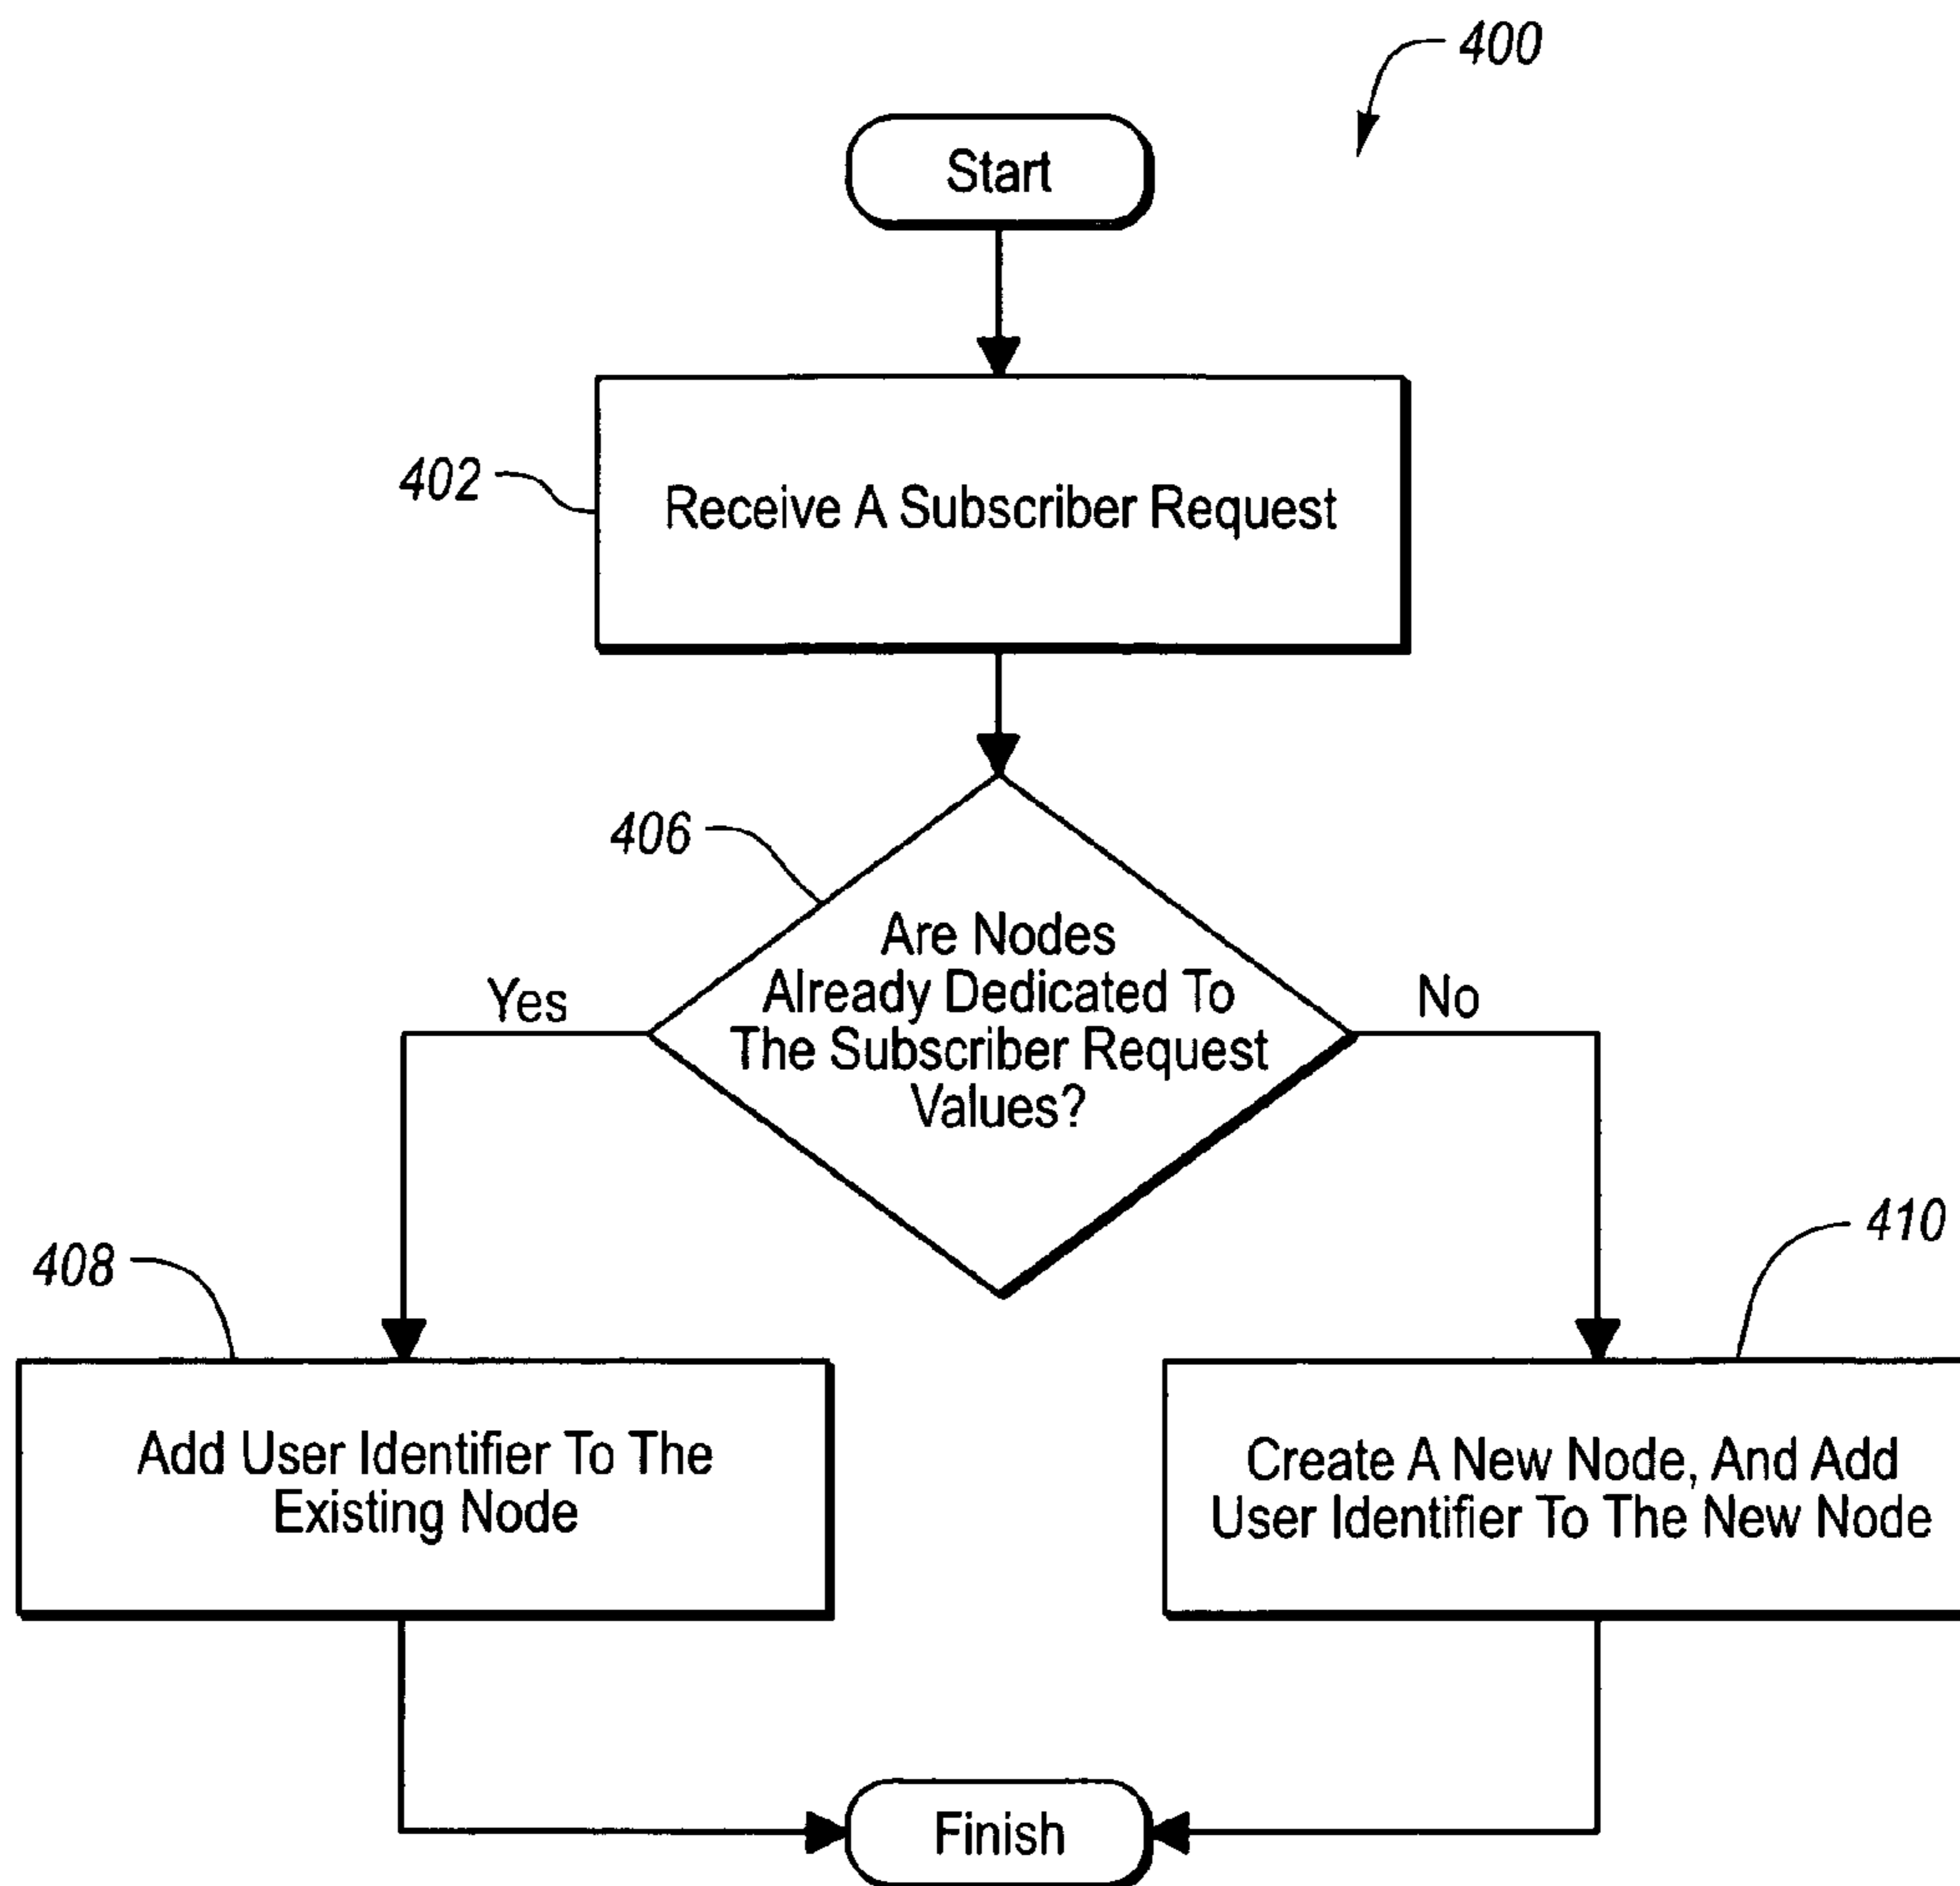 400
Start
402
Receive A Subscriber Request
406
Are Nodes
Already Dedicated To
The Subscriber Request
Values?
Yes
No
408
410
Add User Identifier To The
Existing Node
Create A New Node, And Add
User Identifier To The New Node
Finish